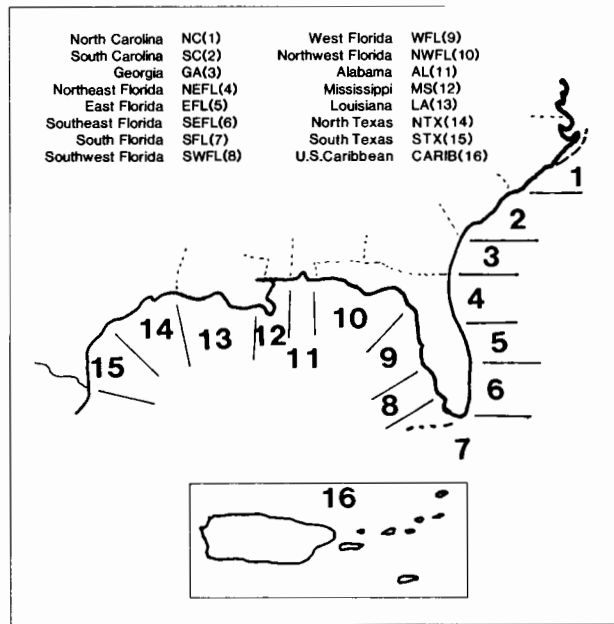 North Carolina NC(1)
South Carolina SC(2)
Georgia GA(3)
Northeast Florida NEFL(4)
East Florida EFL(5)
Southeast Florida SEFL(6)
South Florida SFL(7)
Southwest Florida SWFL(8)
West Florida WFL(9)
Northwest Florida NWFL(10)
Alabama AL(11)
Mississippi MS(12)
Louisiana LA(13)
North Texas NTX(14)
South Texas STX(15)
U.S.Caribbean CARIB(16)
1
2
3
4
5
6
7
8
9
10
11
12
13
14
15
16